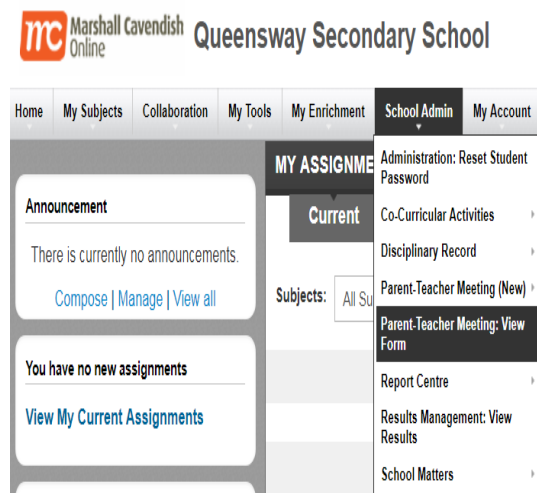 mc Marshall Cavendish
Online
Queensway Secondary School
Home My Subjects Collaboration My Tools My Enrichment School Admin My Account
Announcement
There is currently no announcements.
Compose | Manage | View all
You have no new assignments
View My Current Assignments
MY ASSIGNME
Current
Subjects: All Su
Administration: Reset Student
Password
Co-Curricular Activities
Disciplinary Record
Parent-Teacher Meeting (New)
Parent-Teacher Meeting: View
Form
Report Centre
Results Management: View
Results
School Matters